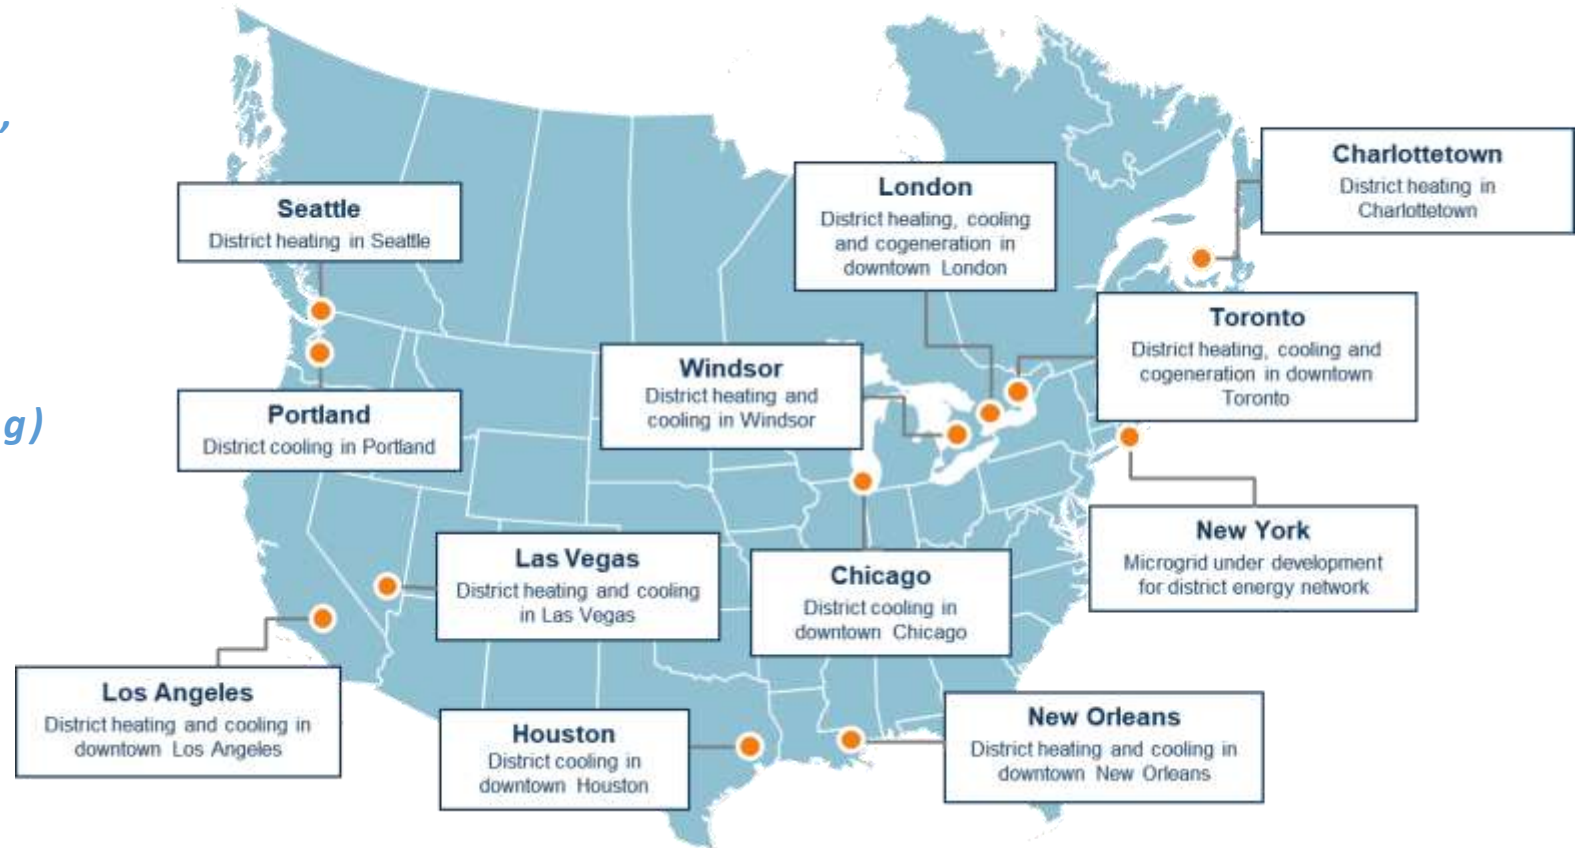 ,
g)
Seattle
District heating in Seattle
Portland
District cooling in Portland
Los Angeles
District heating and cooling in
downtown Los Angeles
Las Vegas
District heating and cooling
in Las Vegas
Houston
District cooling in
downtown Houston
Windsor
District heating and
cooling in Windsor
London
District heating, cooling
and cogeneration in
downtown London
Chicago
District cooling in
downtown Chicago
Charlottetown
District heating in
Charlottetown
Toronto
District heating, cooling and
cogeneration in downtown
Toronto
New York
Microgrid under development
for district energy network
New Orleans
District heating and cooling in
downtown New Orleans